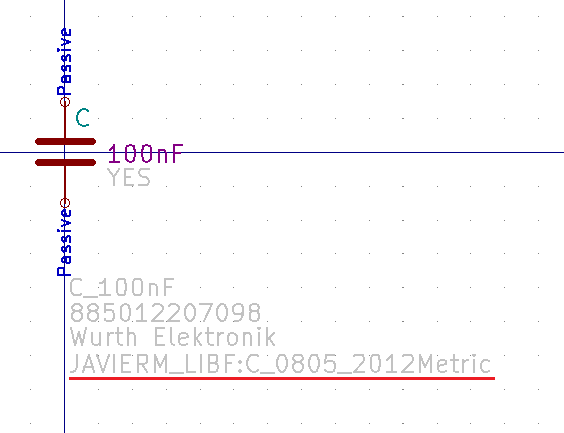 Passive
C
100nF
YES
Passive
C_100nF
885012207098
Wurth Elektronik
JAVIERM_LIBF:C_0805_2012Metric